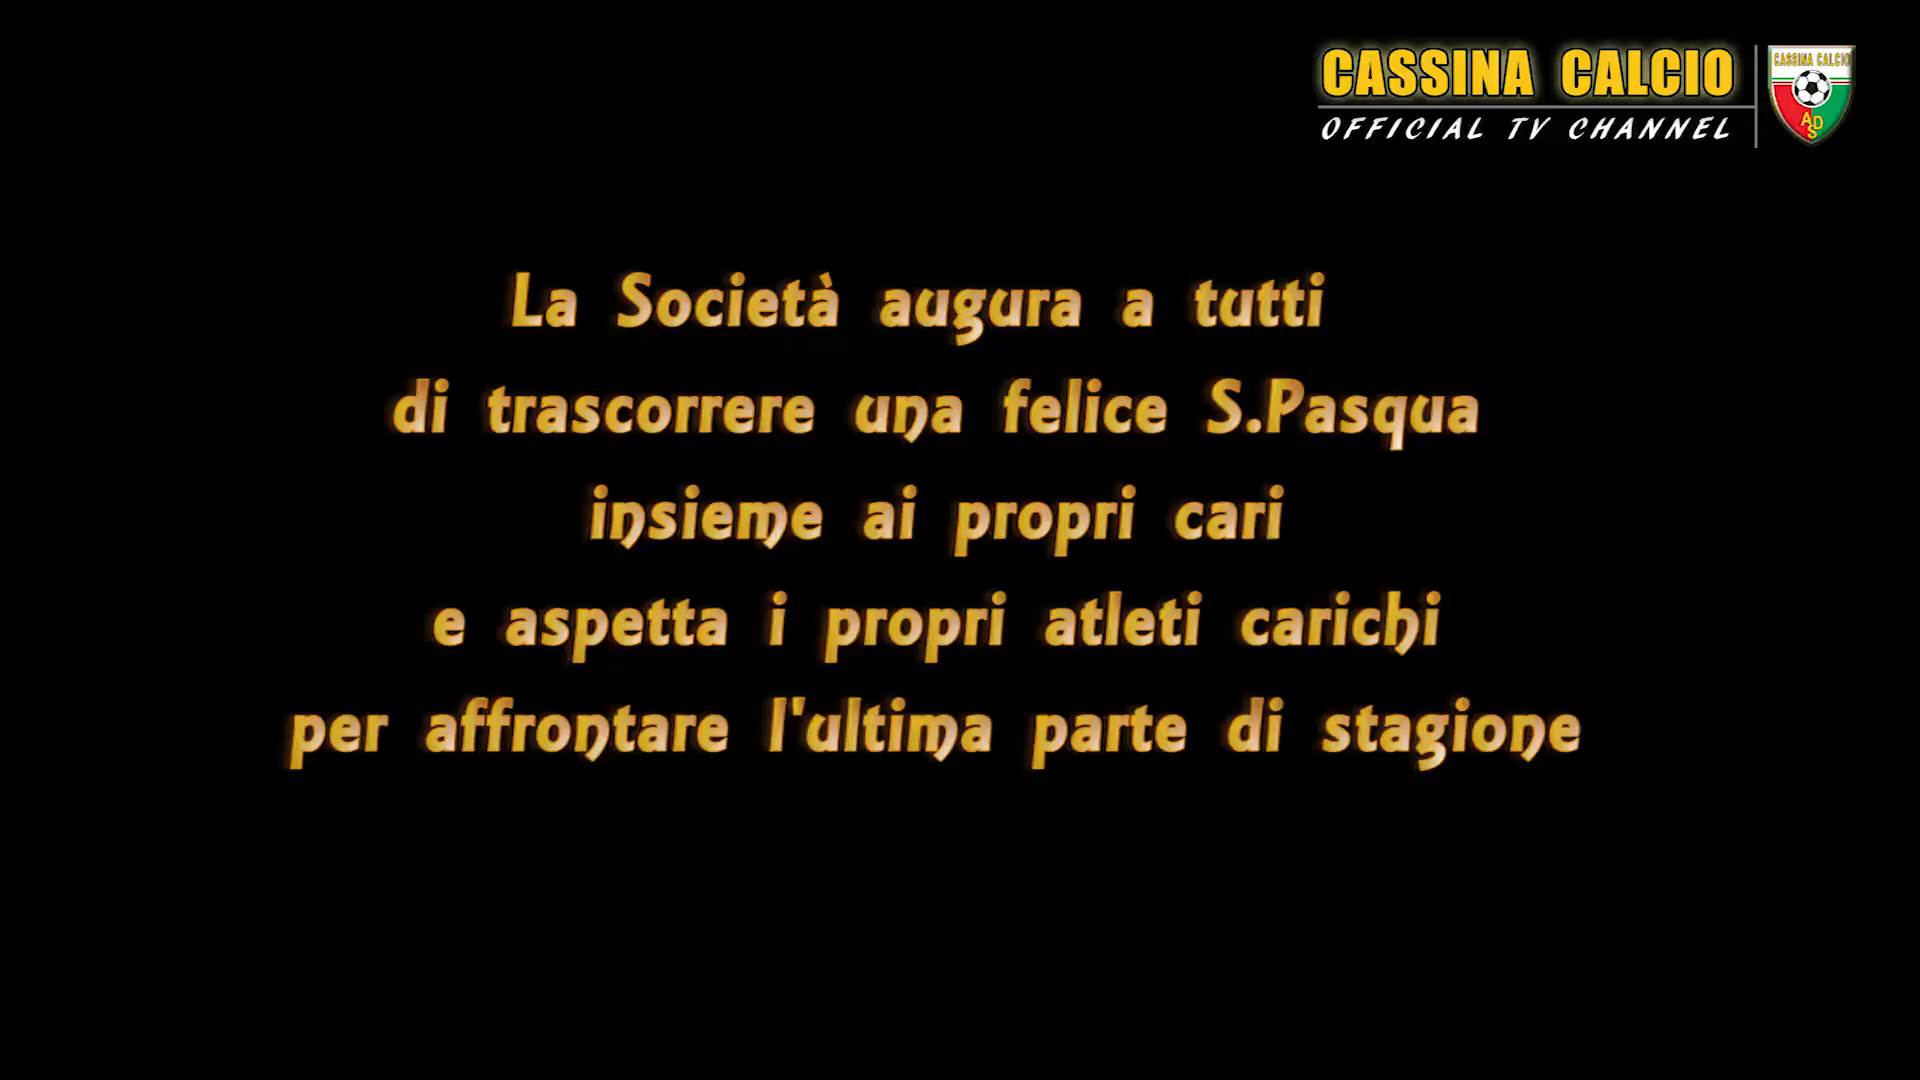 CASSINA CALCIO
OFFICIAL TV CHANNEL
CASSINA CALCIO
ASD
La Società augura a tutti
di trascorrere una felice S.Pasqua
insieme ai propri cari
e aspetta i propri atleti carichi
per affrontare l'ultima parte di stagione